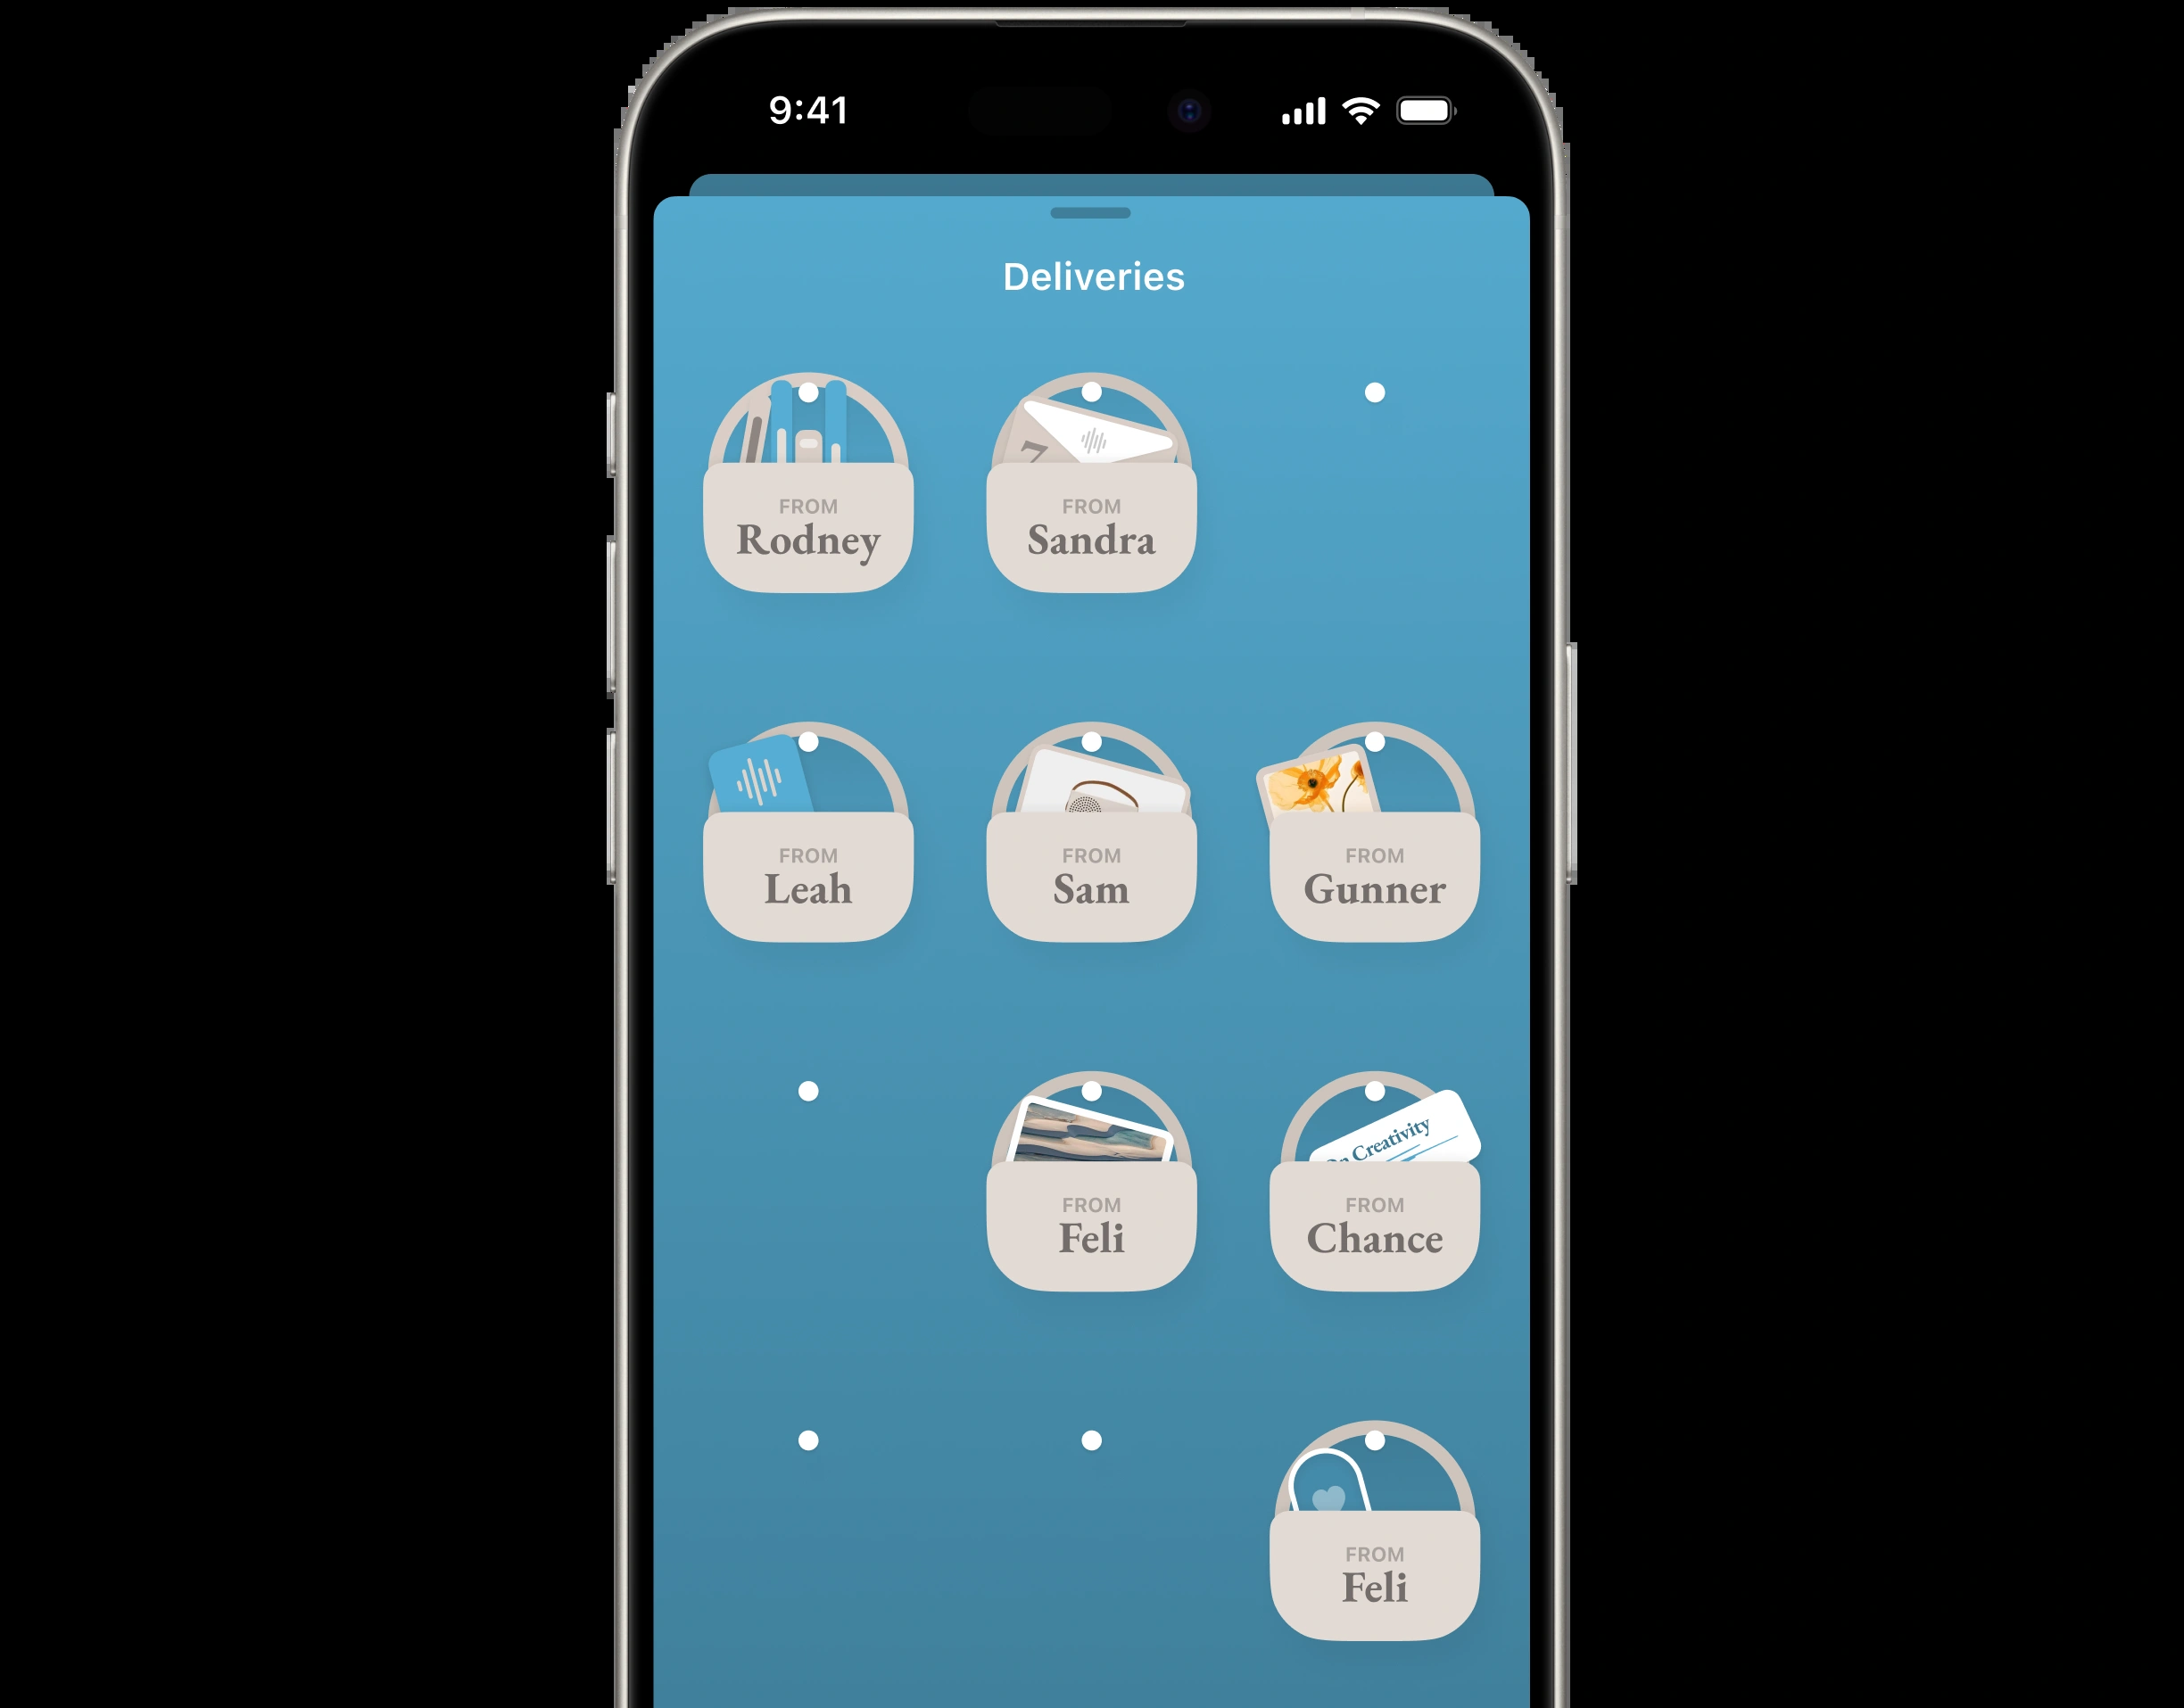 9:41
Deliveries
7
FROM
Rodney
FROM
Sandra
FROM
Leah
FROM
Sam
FROM
Gunner
Creativity
FROM
Feli
FROM
Chance
FROM
Feli